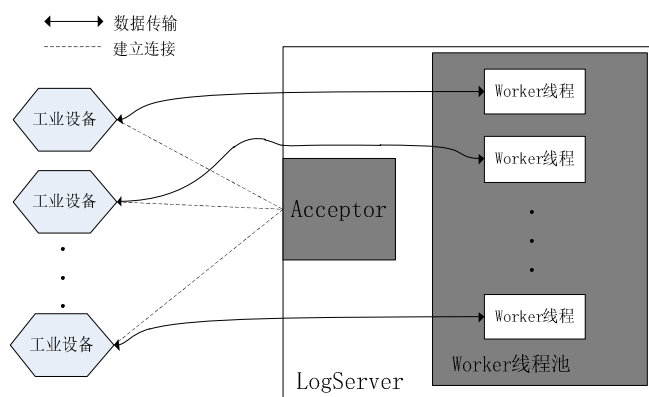 数据传输
建立连接
工业设备
工业设备
工业设备
Acceptor
LogServer
Worker线程
Worker线程
Worker线程
Worker线程池